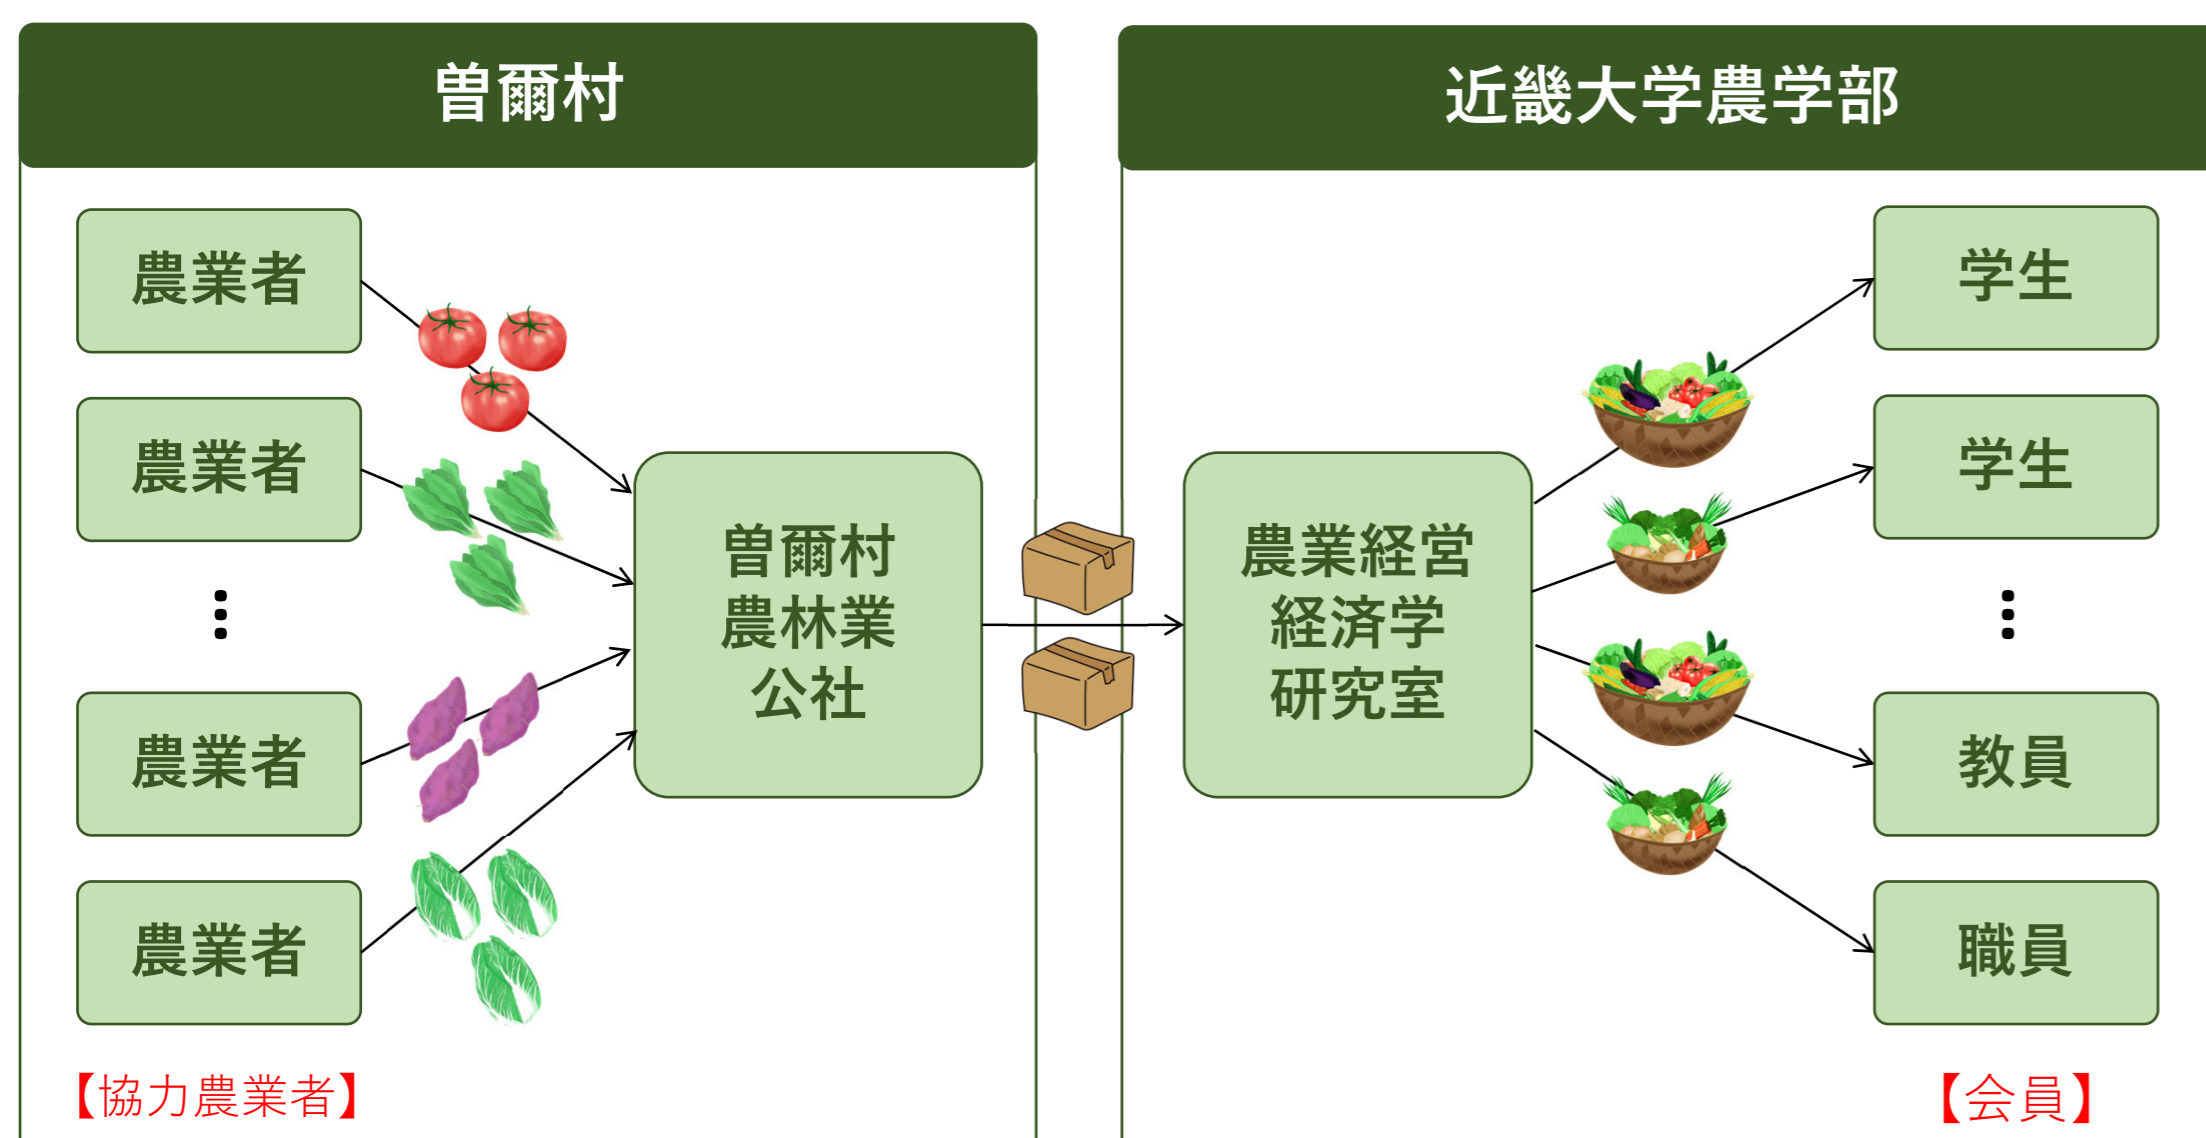 曽爾村
農業者
農業者
農業者
農業者
曽爾村
農林業
公社
【協力農業者】
近畿大学農学部
農業経営
経済学
研究室
学生
学生
教員
職員
【会員】